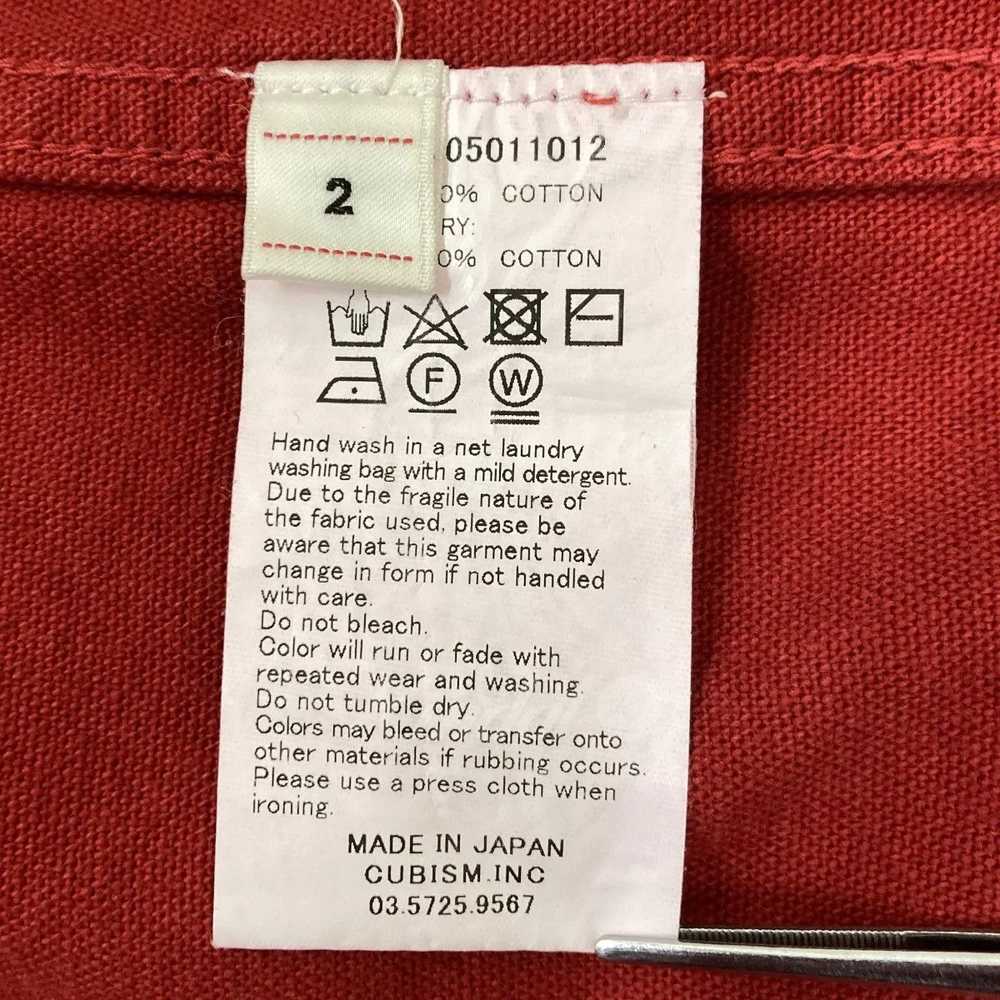 2
05011012
0% COTTON
RY:
0% COTTON
F
W
Hand wash in a net laundry
washing bag with a mild detergent.
Due to the fragile nature of
the fabric used, please be
aware that this garment may
change in form if not handled
with care.
Do not bleach.
Color will run or fade with
repeated wear and washing.
Do not tumble dry.
Colors may bleed or transfer onto
other materials if rubbing occurs.
Please use a press cloth when
ironing.
MADE IN JAPAN
CUBISM.INC
03.5725.9567